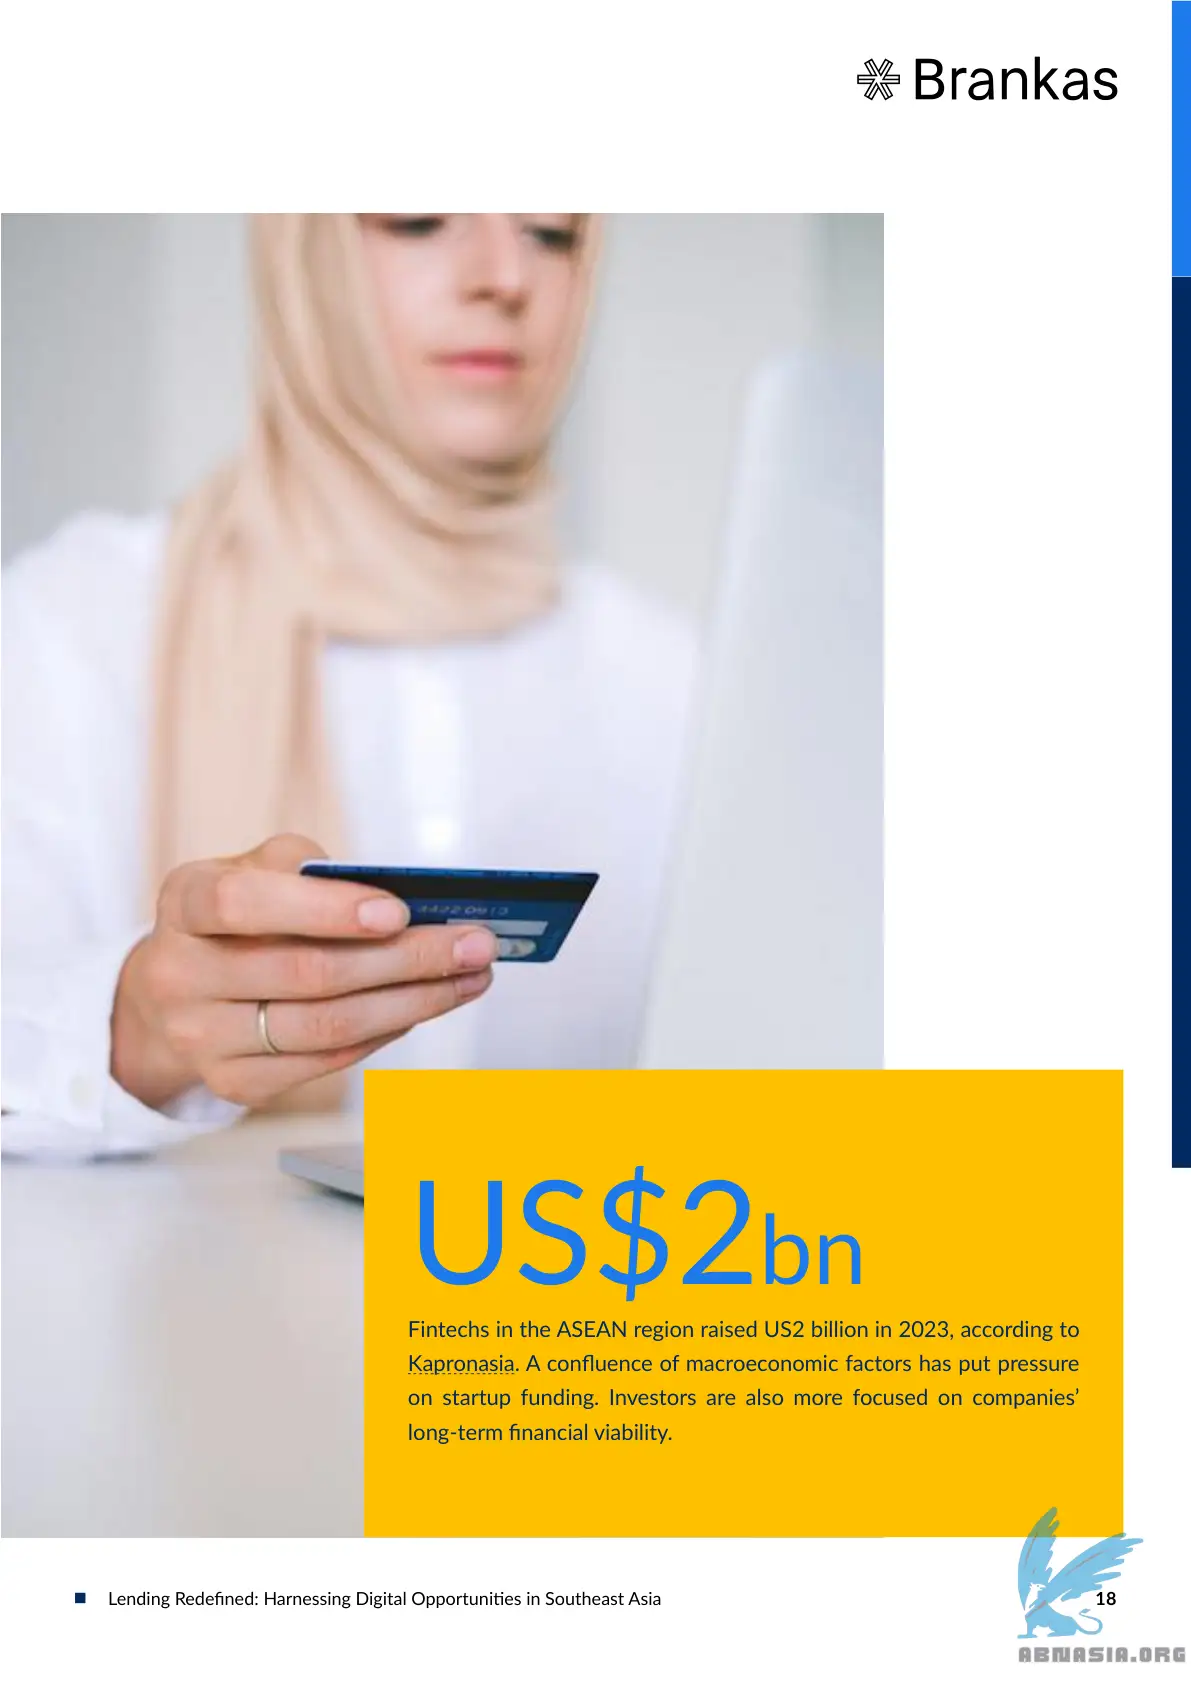 Brankas
4422 0913
US$2bn
Fintechs in the ASEAN region raised US2 billion in 2023, according to
Kapronasia. A confluence of macroeconomic factors has put pressure
on startup funding. Investors are also more focused on companies’
long-term financial viability.
Lending Redefined: Harnessing Digital Opportunities in Southeast Asia
18
ABNASIA.ORG